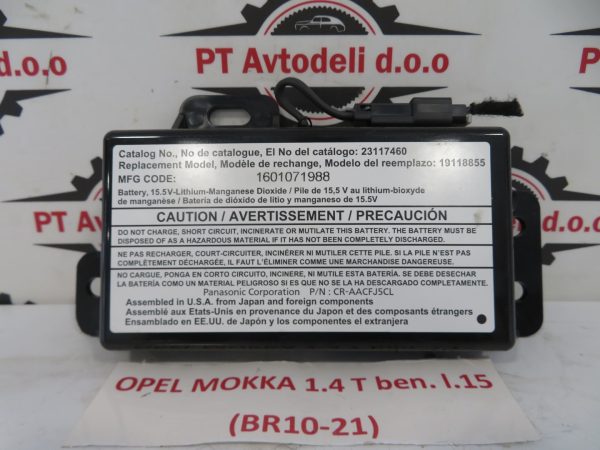 PT Avtodeli d.o.o
PT Avtodeli d.o.o
Catalog No., No de catalogue, El No del catálogo: 23117460
Replacement Model, Modèle de rechange, Modelo del reemplazo: 19118855
MFG CODE: 1601071988
Battery, 15.5V-Lithium-Manganese Dioxide / Pile de 15,5 V au lithium-bioxyde
de manganèse / Bateria de dióxido de litio y manganeso de 15.5V
CAUTION / AVERTISSEMENT / PRECAUCIÓN
DO NOT CHARGE, SHORT CIRCUIT, INCINERATE OR MUTILATE THIS BATTERY. THE BATTERY MUST BE
DISPOSED OF AS A HAZARDOUS MATERIAL IF IT HAS NOT BEEN COMPLETELY DISCHARGED.
NE PAS RECHARGER, COURT-CIRCUITER, INCINÉRER NI MUTILER CETTE PILE. SI LA PILE N'EST PAS
COMPLÈTEMENT DÉCHARGÉE, IL FAUT L'ÉLIMINER COMME UNE MARCHANDISE DANGEREUSE.
NO CARGUE, PONGA EN CORTO CIRCUITO, INCINERE, NI MUTILE ESTA BATERÍA. SE DEBE DESECHAR
LA BATERÍA COMO UN MATERIAL PELIGROSO SI ES QUE NO SE LA HA DESCARGADO COMPLETAMENTE.
Panasonic Corporation P/N : CR-AACFJ5CL
Assembled in U.S.A. from Japan and foreign components
Assemblé aux Etats-Unis en provenance du Japon et des composants étrangers
Ensamblado en EE.UU. de Japón y los componentes el extranjero
OPEL MOKKA 1.4 T ben. l.15
(BR10-21)